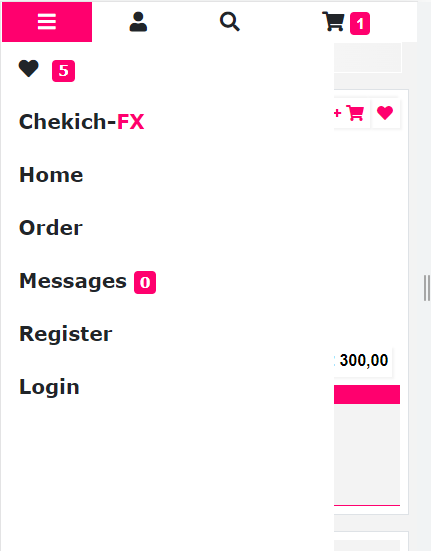 1
5
Chekich-FX
+
Home
Order
Messages 0
Register
300,00
Login